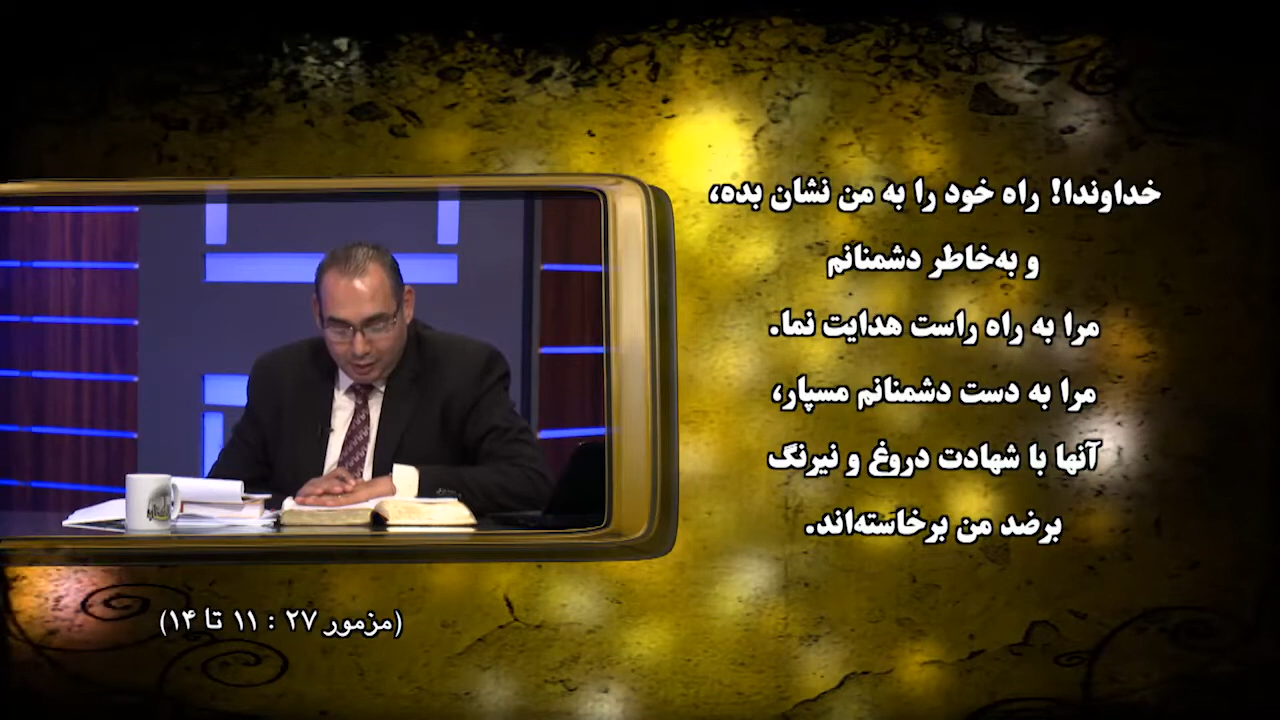 خداوندا! راه خود را به من نشان بده،
و به‌خاطر دشمنانم
مرا به راه راست هدایت نما.
مرا به دست دشمنانم مسپار،
آنها با شهادت دروغ و نیرنگ
برضد من برخاسته‌اند.
(مزمور ۲۷ : ۱۱ تا ۱۴)